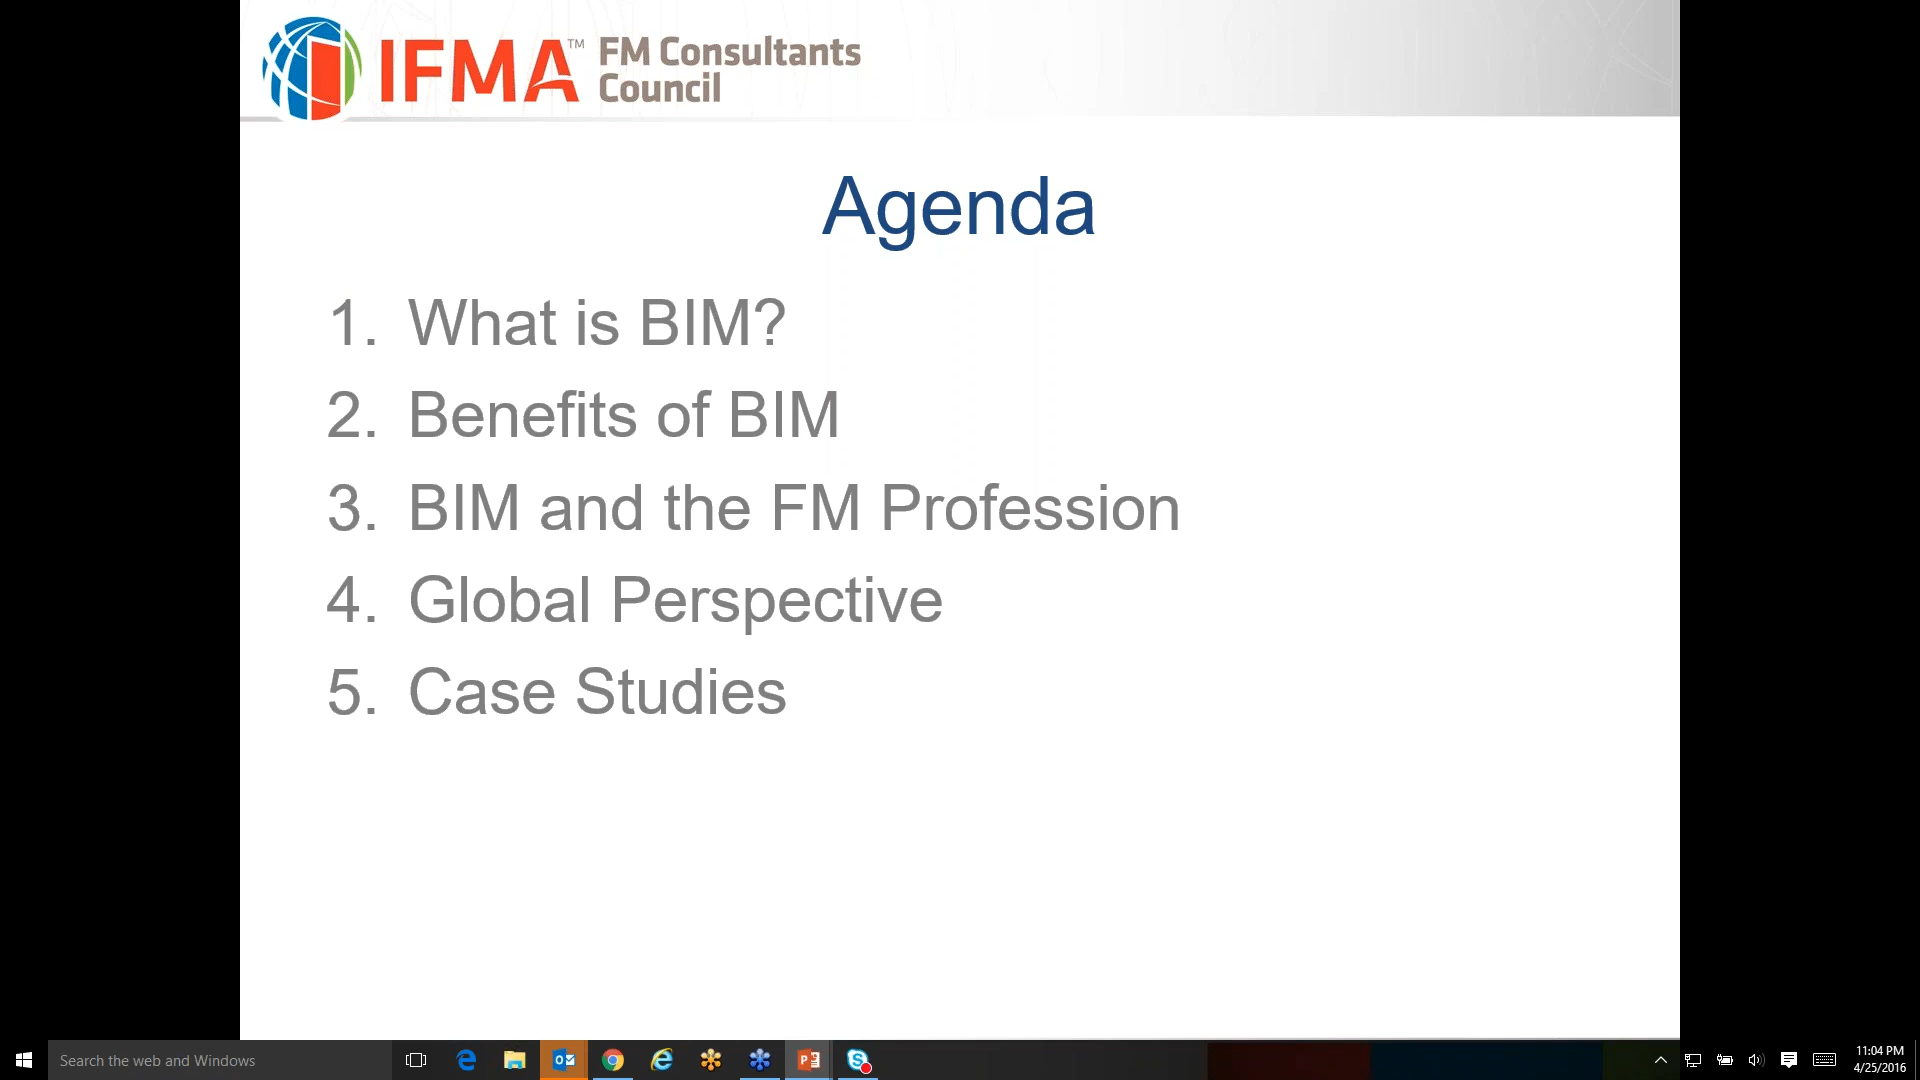 IFMA™ FM Consultants
Council
Agenda
1. What is BIM?
2. Benefits of BIM
3. BIM and the FM Profession
4. Global Perspective
5. Case Studies
Search the web and Windows
11:04 PM
4/25/2016